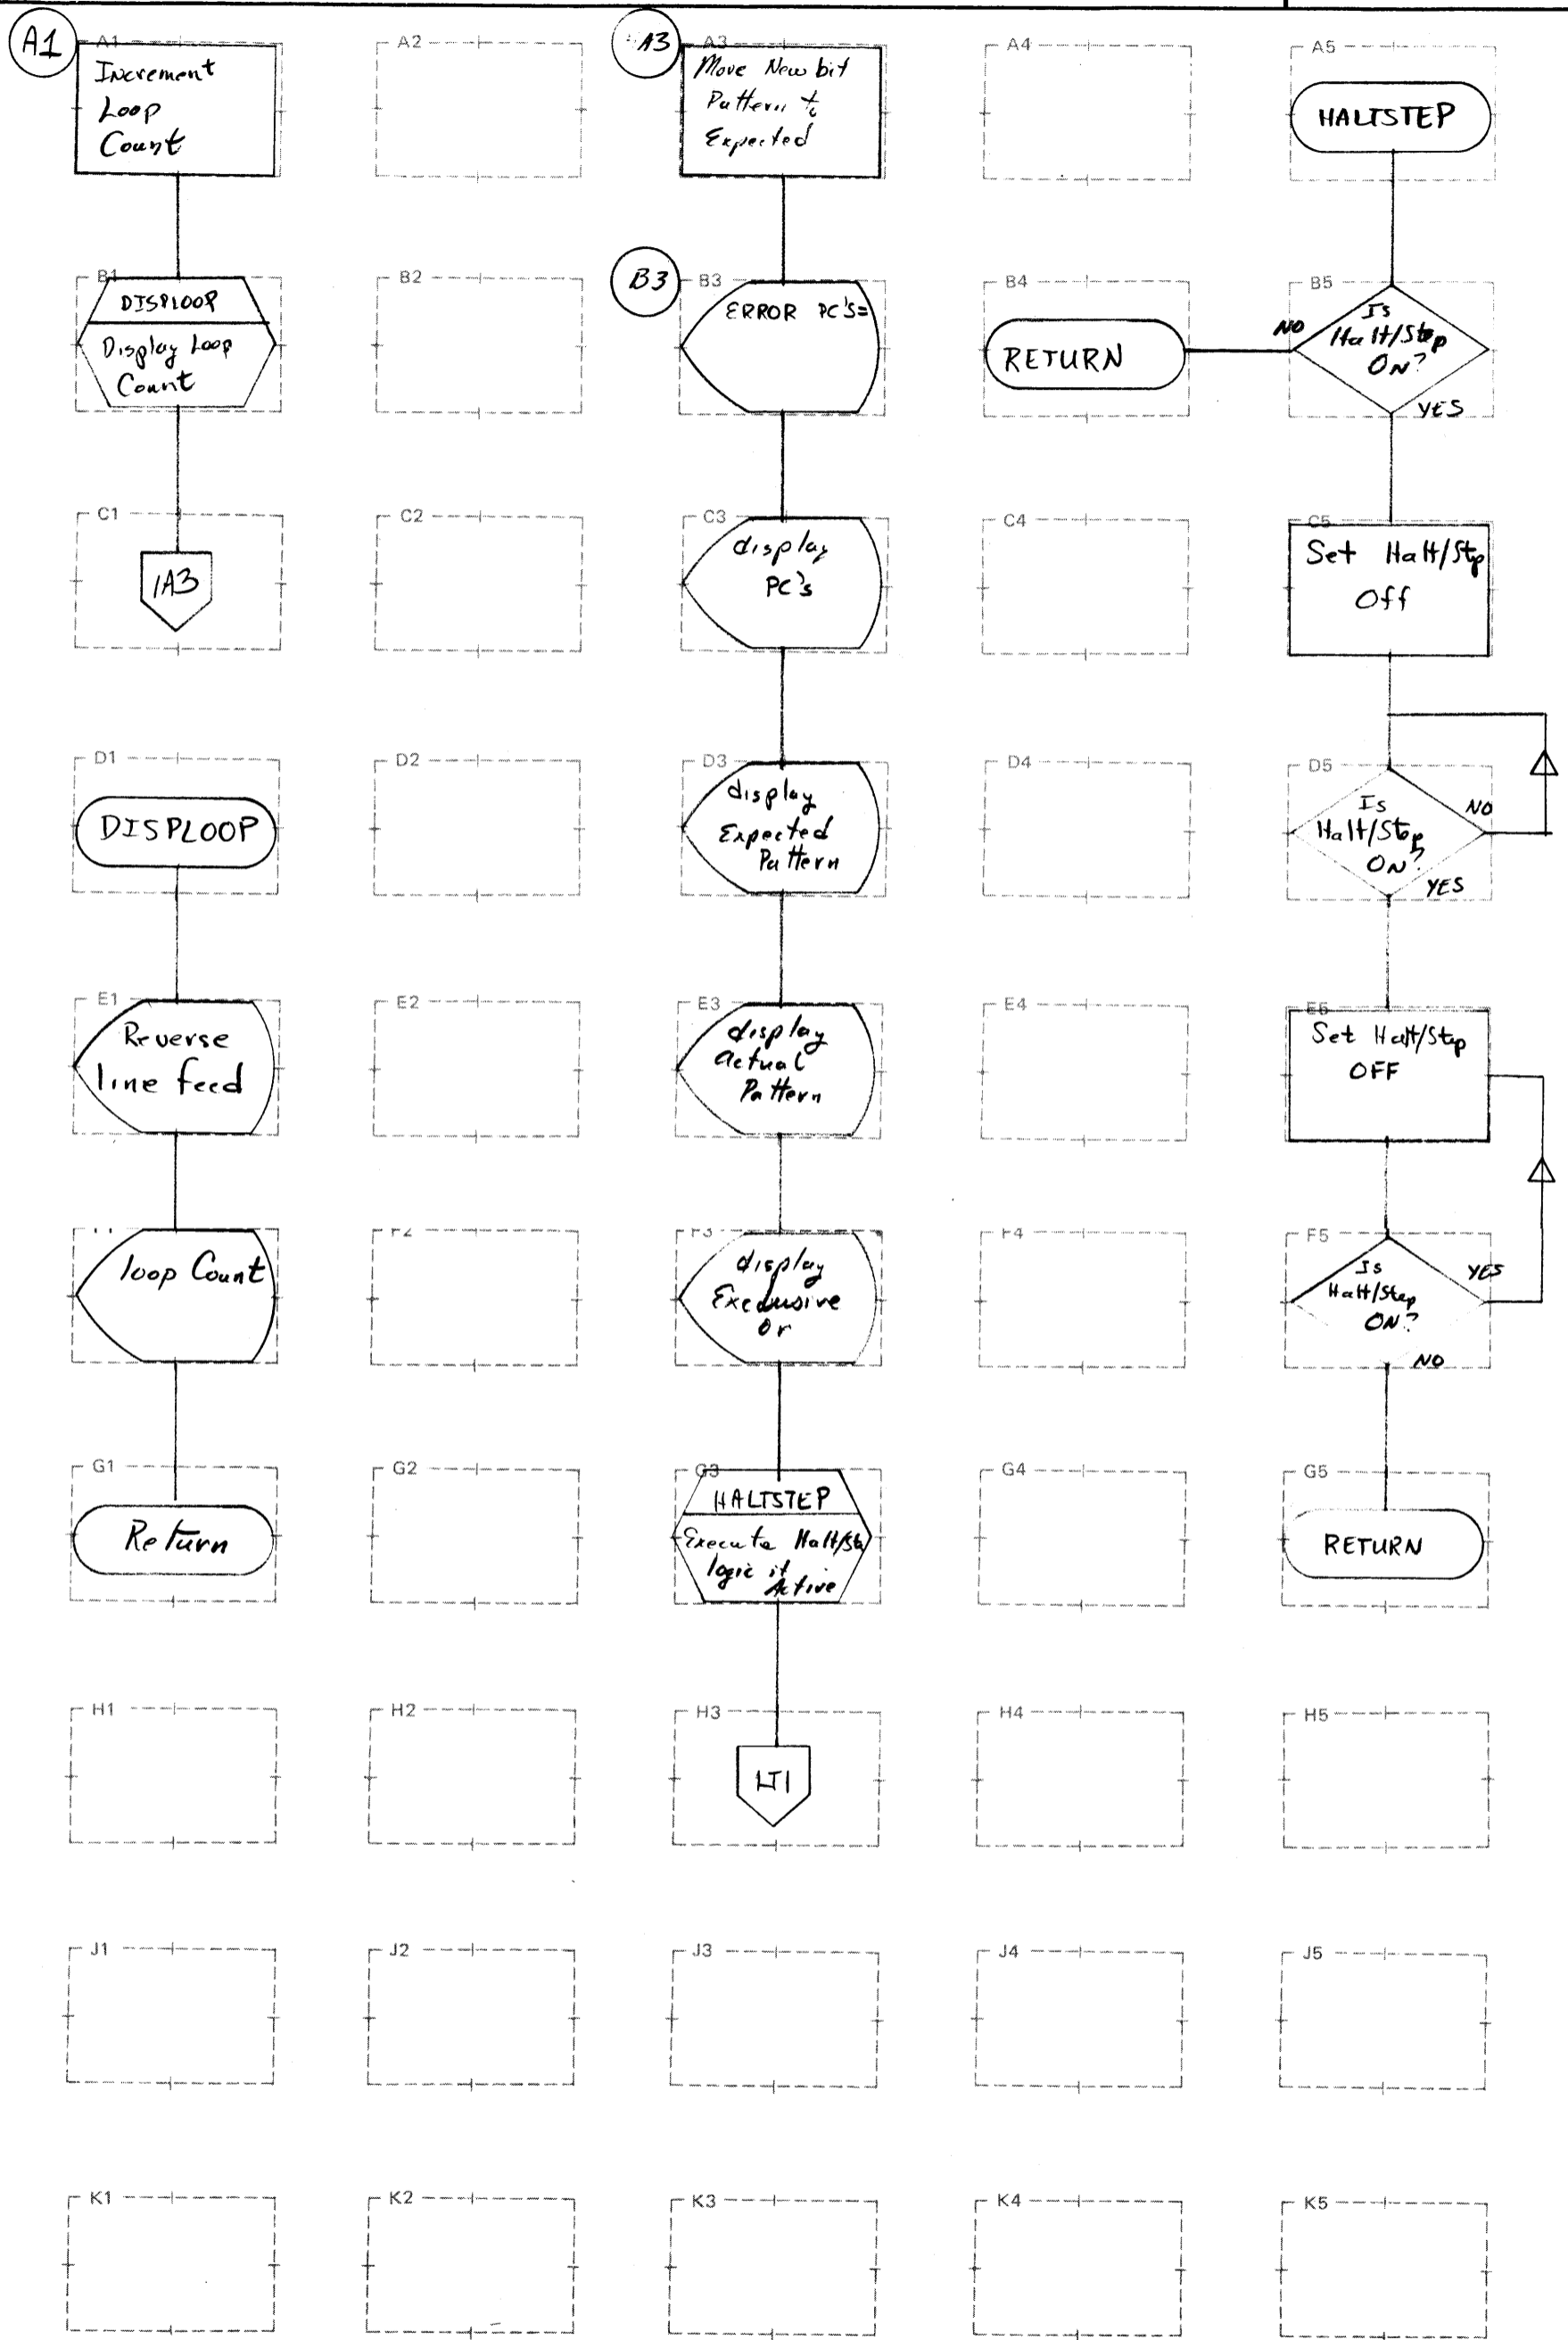 A1
A1
Increment
Loop
Count
B1
DISPLOOP
Display Loop
Count
C1
1A3
D1
DISPLOOP
E1
Reverse
line feed
loop Count
G1
Return
H1
J1
K1
A2
B2
C2
D2
E2
F2
G2
H2
J2
K2
A3
A3
Move New bit
Pattern to
Expected
B3
B3
ERROR PC'S=
C3
display
PC's
D3
display
Expected
Pattern
E3
display
Actual
Pattern
F3
display
Or
G3
HALTSTEP
Execute Halt/St
logic if
Active
H3
J3
K3
A4
B4
RETURN
C4
D4
E4
F4
G4
H4
J4
K4
A5
HALTSTEP
B5
Is
Halt/Step
ON?
NO
YES
C5
Set Halt/Stp
Off
D5
Is
Halt/Step
ON?
NO
YES
E5
Set Halt/Step
OFF
F5
Is
Halt/Step
ON?
YES
NO
G5
RETURN
H5
J5
K5